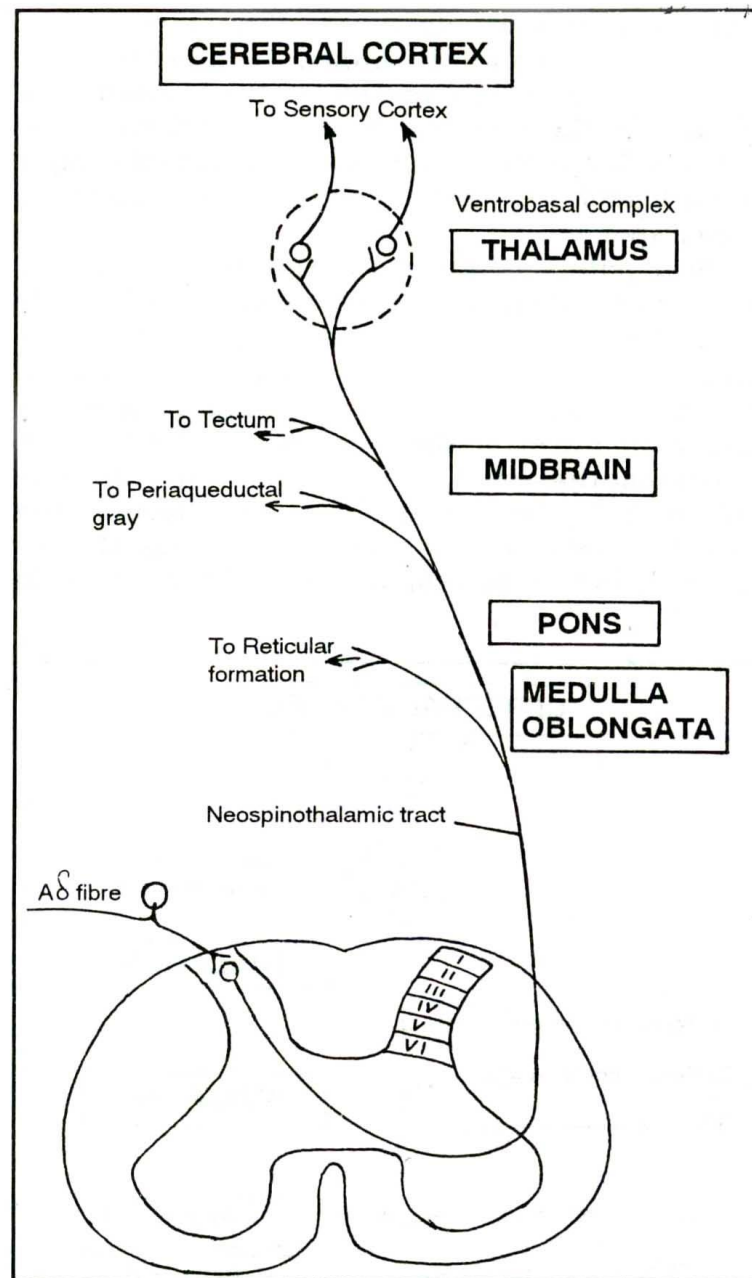 CEREBRAL CORTEX
To Sensory Cortex
Ventrobasal complex
THALAMUS
To Tectum
MIDBRAIN
To Periaqueductal
gray
PONS
To Reticular
formation
MEDULLA
OBLONGATA
Neospinothalamic tract
Aδ fibre
I
II
III
IV
V
VI